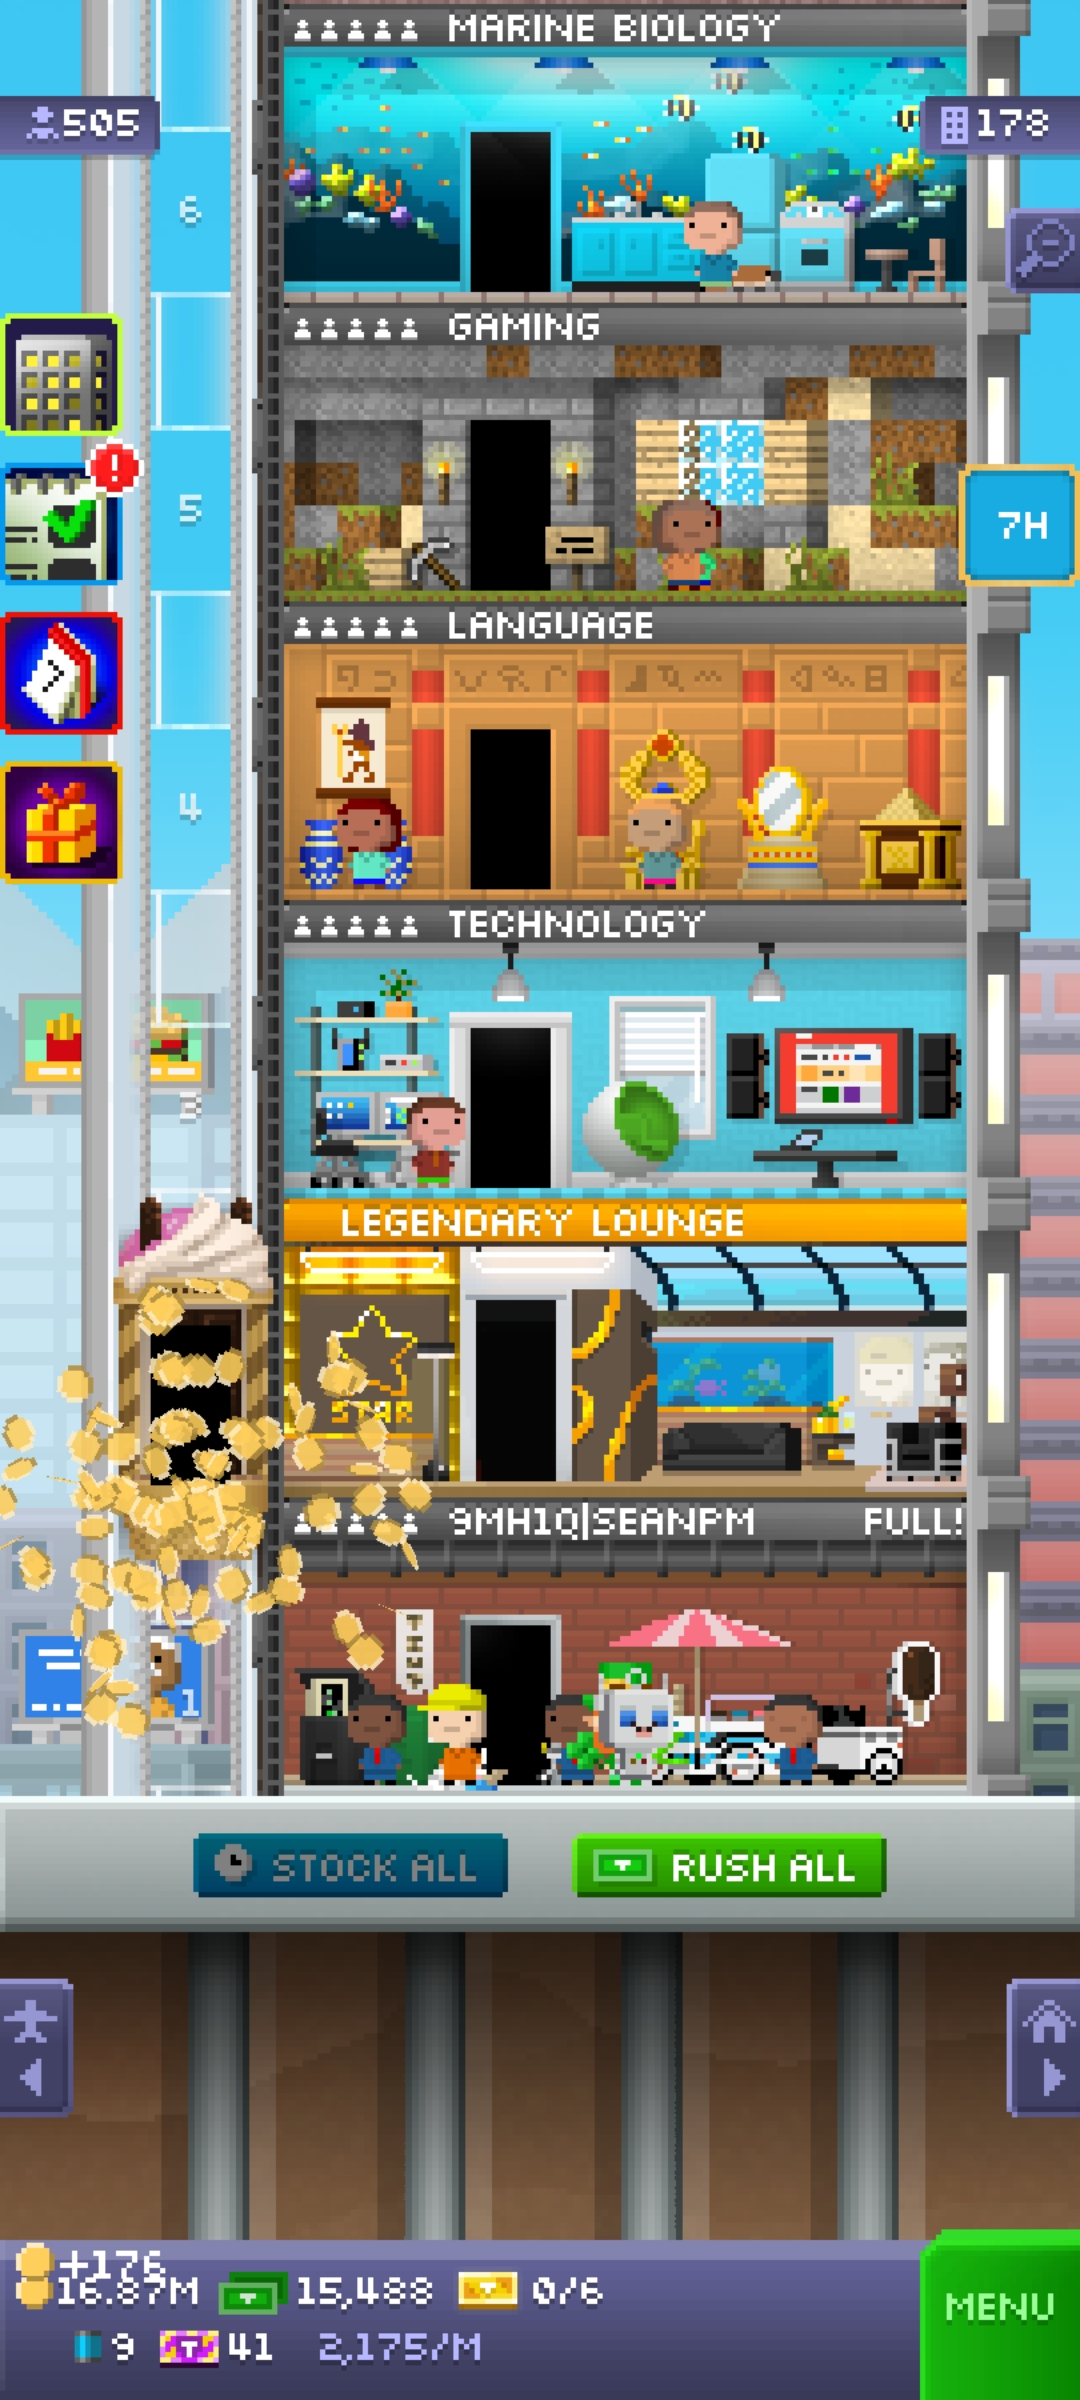 MARINE BIOLOGY
505
178
6
GAMING
5
7H
LANGUAGE
4
TECHNOLOGY
3
LEGENDARY LOUNGE
STAR
9MH1Q|SEANPM FULL!
1
STOCK ALL
RUSH ALL
+176
16.87M
15,488
0/6
9
41
2,175/M
MENU